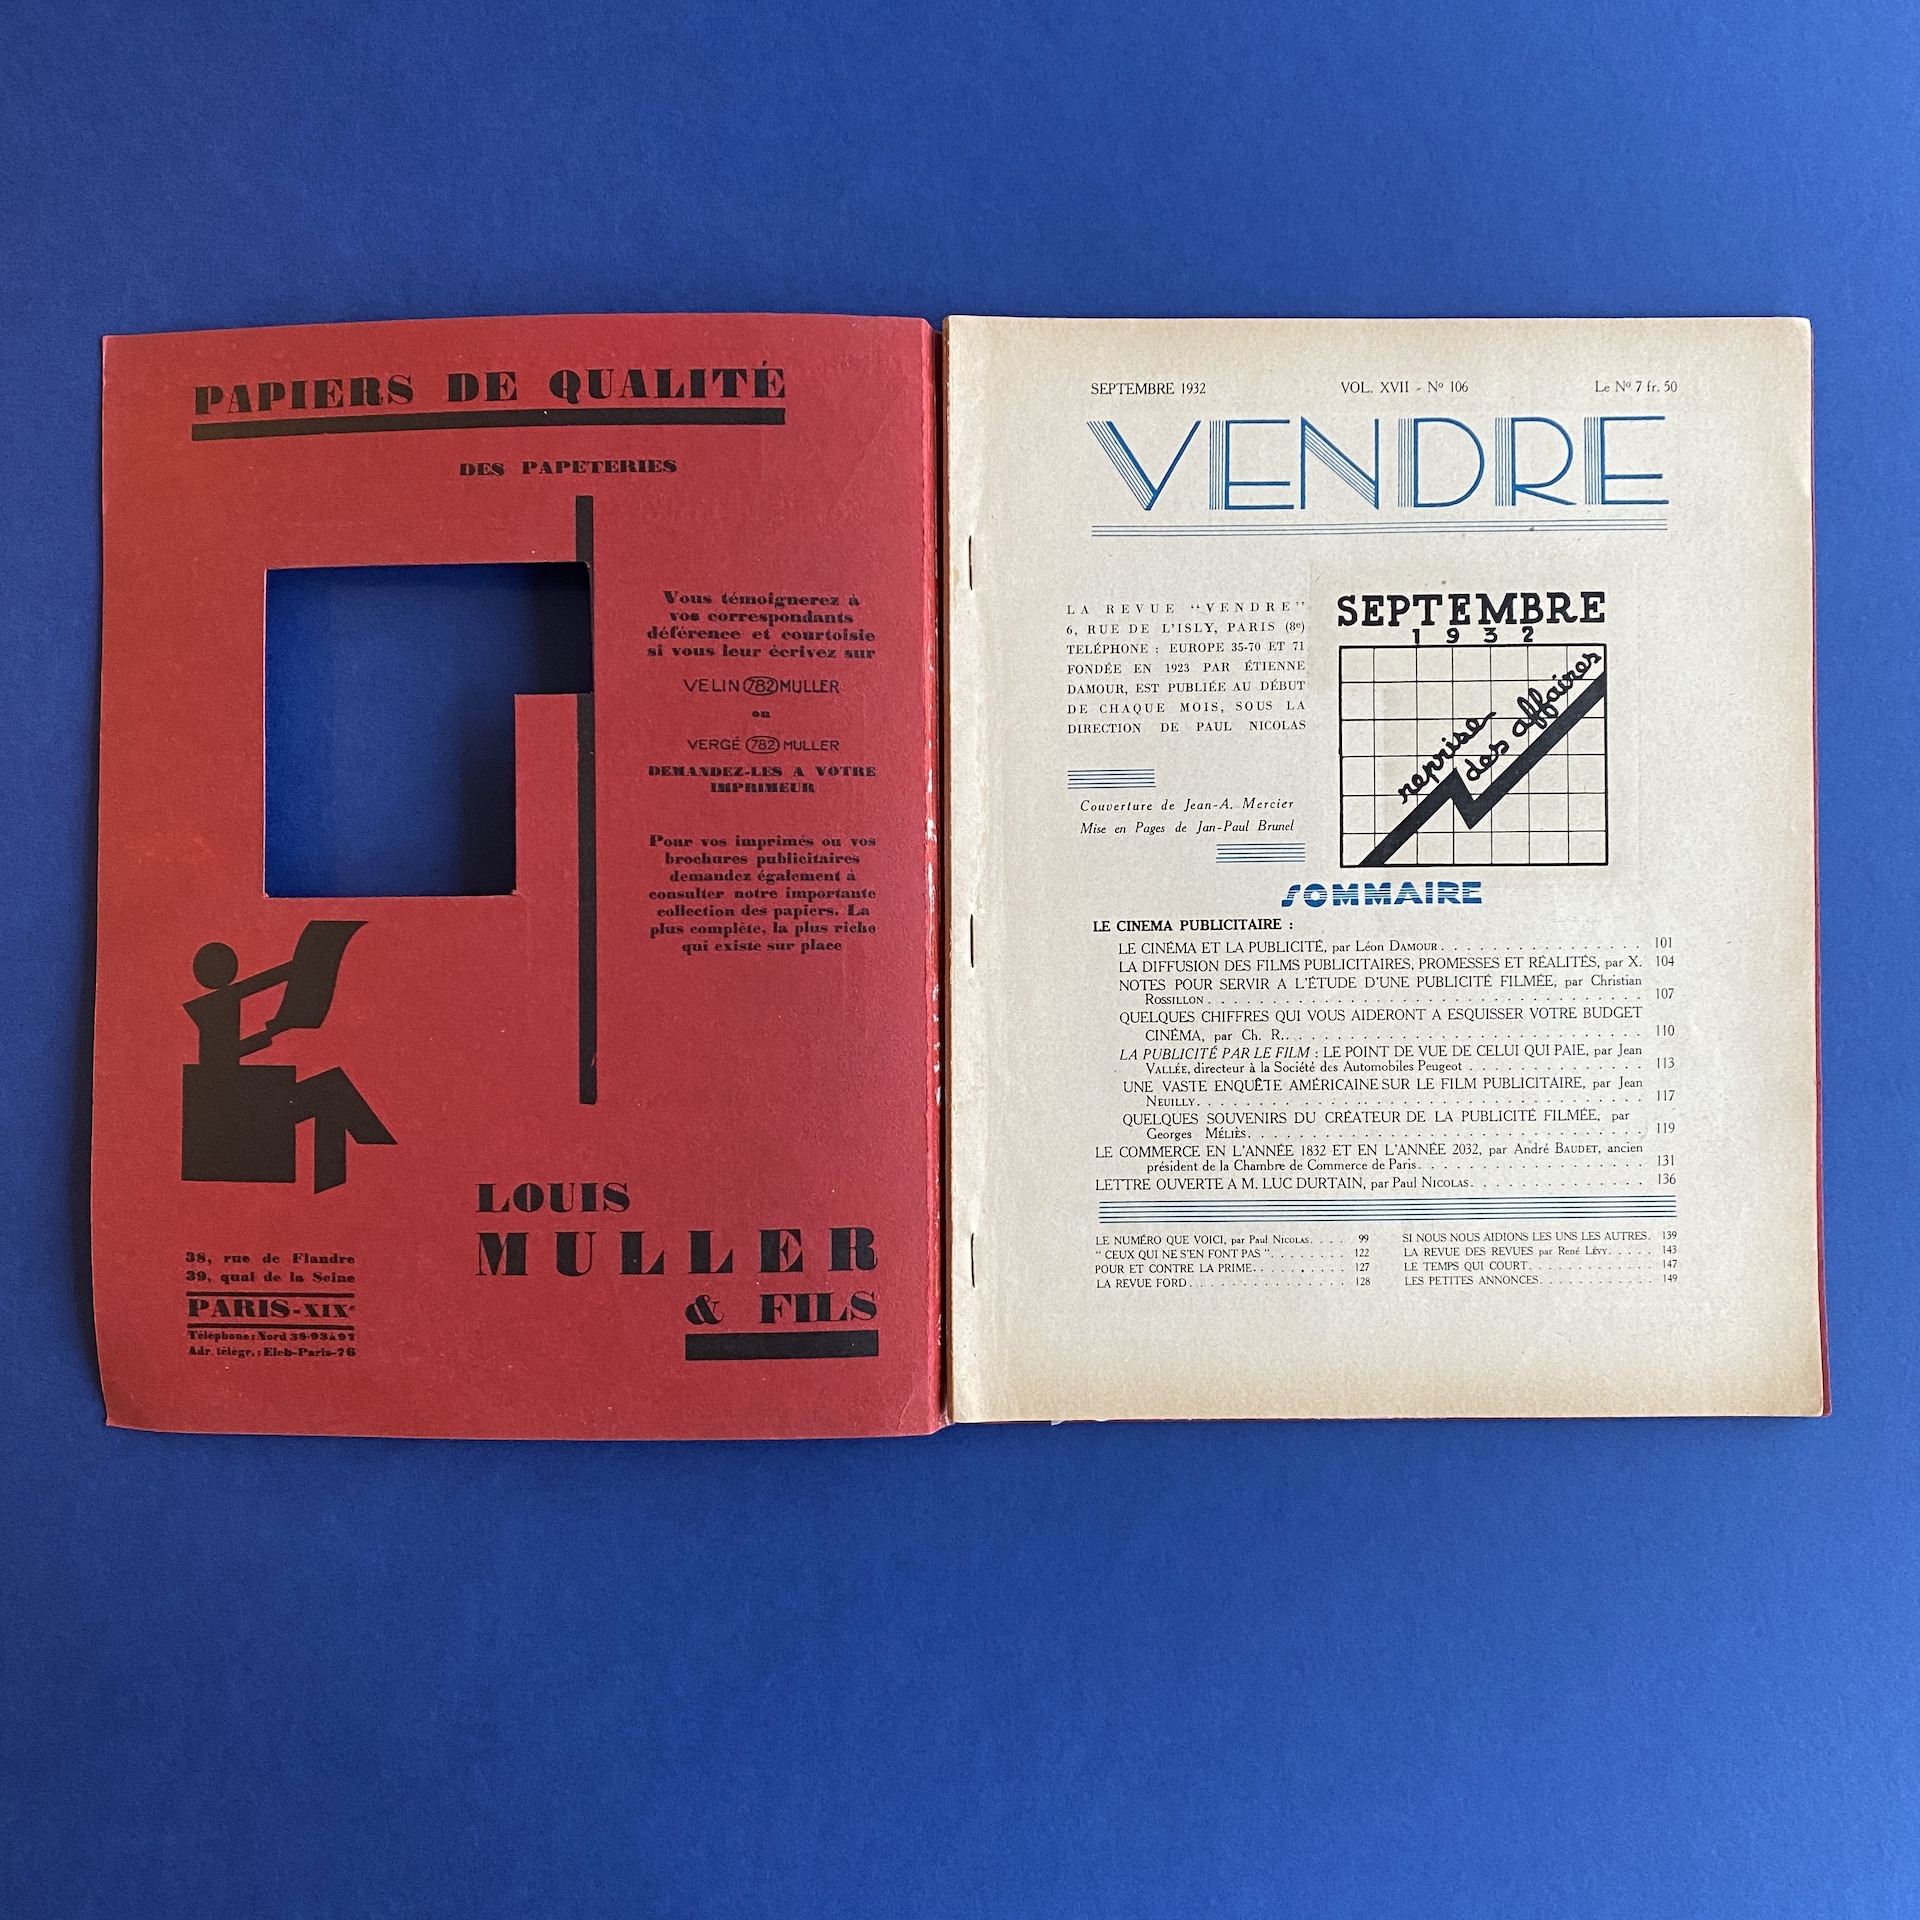 PAPIERS DE QUALITÉ
DES PAPETERIES
Vous témoignerez à
vos correspondants
déférence et courtoisie
si vous leur écrivez sur
VELIN 782 MULLER
ou
VERGÉ 782 MULLER
DEMANDEZ-LES A VOTRE
IMPRIMEUR
Pour vos imprimés ou vos
brochures publicitaires
demandez également à
consulter notre importante
collection des papiers. La
plus complète, la plus riche
qui existe sur place
LOUIS
MULLER
& FILS
38, rue de Flandre
39, quai de la Seine
PARIS-XIXe
Téléphone: Nord 38-93 à 97
Adr. télégr.: Eleb-Paris-76
SEPTEMBRE 1932 VOL. XVII - No 106 Le No 7 fr. 50
VENDRE
LA REVUE “VENDRE”
6, RUE DE L'ISLY, PARIS (8e)
TELÉPHONE : EUROPE 35-70 ET 71
FONDÉE EN 1923 PAR ÉTIENNE
DAMOUR, EST PUBLIÉE AU DÉBUT
DE CHAQUE MOIS, SOUS LA
DIRECTION DE PAUL NICOLAS
Couverture de Jean-A. Mercier
Mise en Pages de Jan-Paul Brunel
SEPTEMBRE
1932
reprise
des affaires
SOMMAIRE
LE CINEMA PUBLICITAIRE :
LE CINÉMA ET LA PUBLICITÉ, par Léon DAMOUR . . . . . . . . . . . . . . . . 101
LA DIFFUSION DES FILMS PUBLICITAIRES, PROMESSES ET RÉALITÉS, par X. 104
NOTES POUR SERVIR A L'ÉTUDE D'UNE PUBLICITÉ FILMÉE, par Christian
ROSSILLON . . . . . . . . . . . . . . . . . . . . . . . . . . . . . . . . 107
QUELQUES CHIFFRES QUI VOUS AIDERONT A ESQUISSER VOTRE BUDGET
CINÉMA, par Ch. R. . . . . . . . . . . . . . . . . . . . . . . . . . . . 110
LA PUBLICITÉ PAR LE FILM : LE POINT DE VUE DE CELUI QUI PAIE, par Jean
VALLÉE, directeur à la Société des Automobiles Peugeot . . . . . . . . . . . . . . 113
UNE VASTE ENQUÊTE AMÉRICAINE SUR LE FILM PUBLICITAIRE, par Jean
NEUILLY . . . . . . . . . . . . . . . . . . . . . . . . . . . . . . . . 117
QUELQUES SOUVENIRS DU CRÉATEUR DE LA PUBLICITÉ FILMÉE, par
Georges MÉLIÈS . . . . . . . . . . . . . . . . . . . . . . . . . . . . . 119
LE COMMERCE EN L'ANNÉE 1832 ET EN L'ANNÉE 2032, par André BAUDET, ancien
président de la Chambre de Commerce de Paris . . . . . . . . . . . . . . . . . 131
LETTRE OUVERTE A M. LUC DURTAIN, par Paul NICOLAS . . . . . . . . . . . . . 136
LE NUMÉRO QUE VOICI, par Paul NICOLAS . . . . 99
“ CEUX QUI NE S'EN FONT PAS ” . . . . . . . . 122
POUR ET CONTRE LA PRIME . . . . . . . . . . 127
LA REVUE FORD . . . . . . . . . . . . . . . 128
SI NOUS NOUS AIDIONS LES UNS LES AUTRES . 139
LA REVUE DES REVUES par René LÉVY . . . . . 143
LE TEMPS QUI COURT . . . . . . . . . . . . . 147
LES PETITES ANNONCES . . . . . . . . . . . . 149